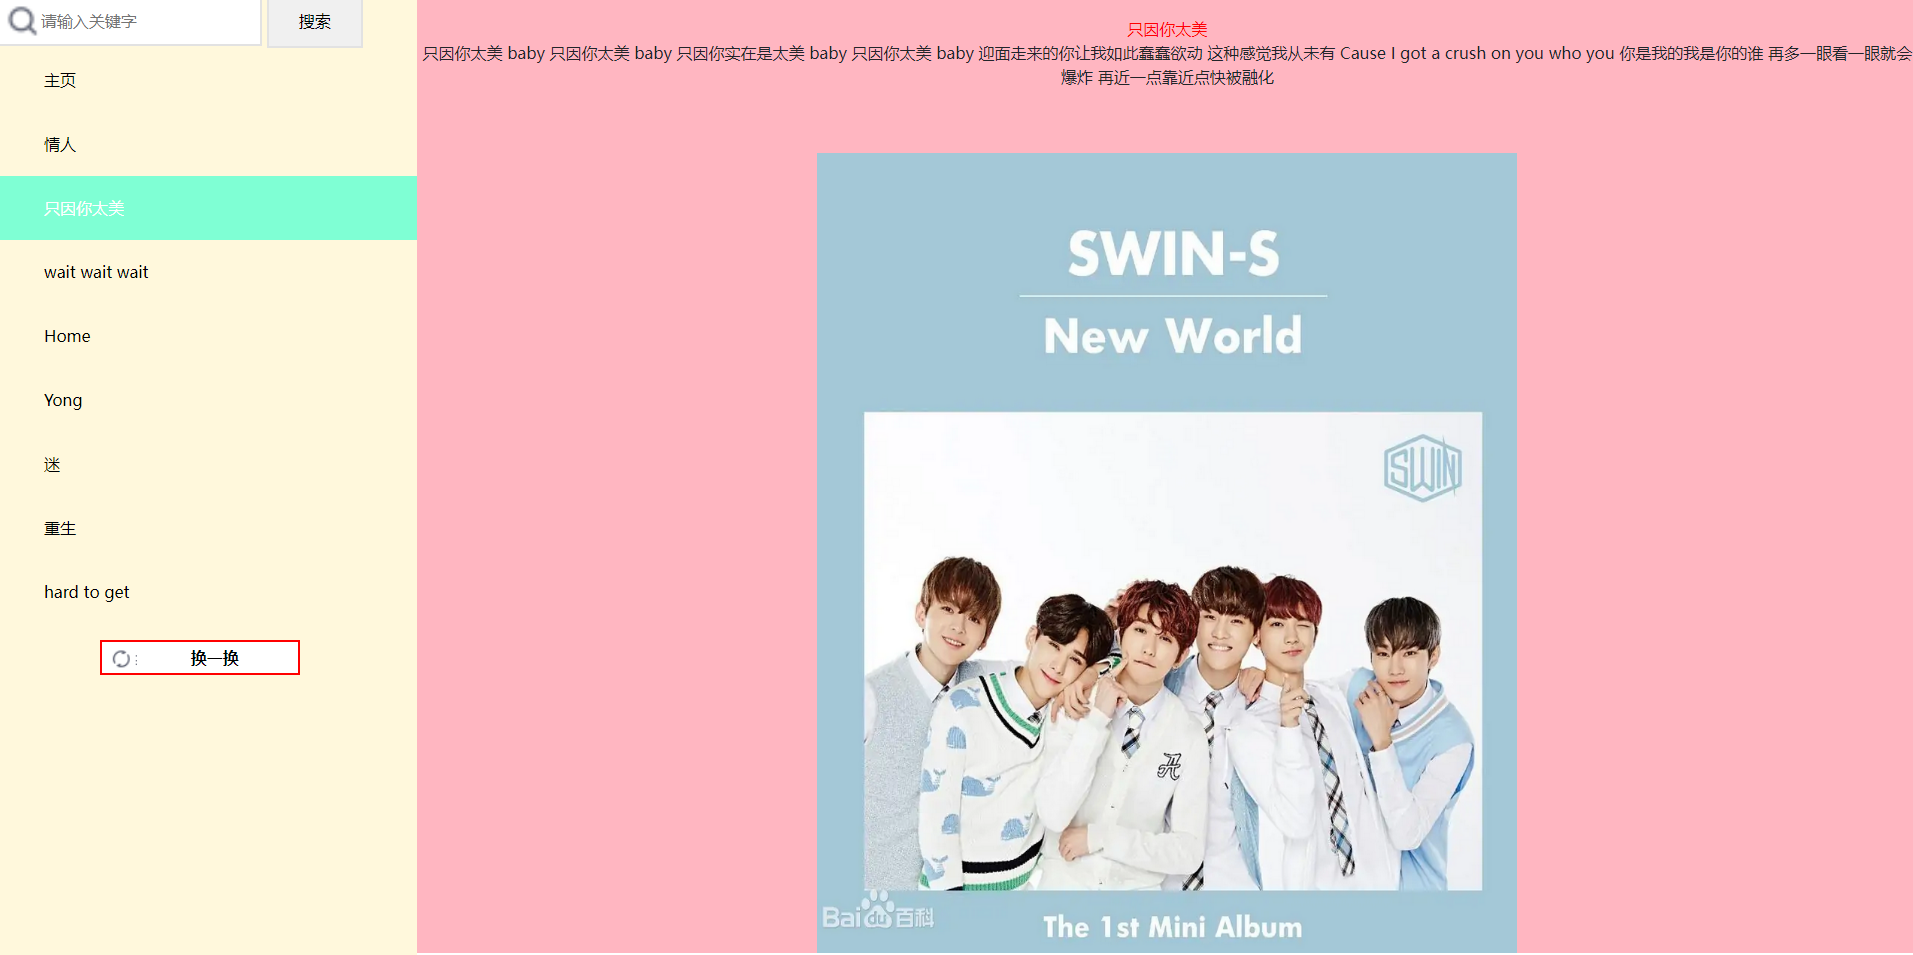 请输入关键字
搜索
主页
情人
只因你太美
wait wait wait
Home
Yong
迷
重生
hard to get
换一换
只因你太美
只因你太美 baby 只因你太美 baby 只因你实在是太美 baby 只因你太美 baby 迎面走来的你让我如此蠢蠢欲动 这种感觉我从未有 Cause I got a crush on you who you 你是我的我是你的谁 再多一眼看一眼就会
爆炸 再近一点靠近点快被融化
SWIN-S
New World
SWIN
Baidu百科
The 1st Mini Album